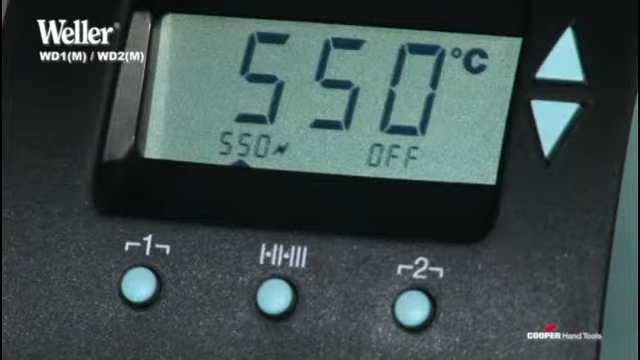 Weller
WD1(M) / WD2(M)
550°C
550 OFF
1 I-II-III 2
COOPER Hand Tools